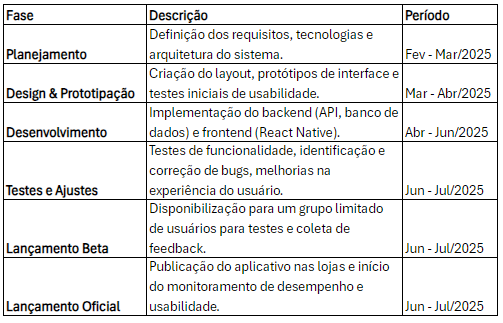 Fase Descrição Período
Definição dos requisitos, tecnologias e
Planejamento arquitetura do sistema. Fev - Mar/2025
Criação do layout, protótipos de interface e
Design & Prototipação testes iniciais de usabilidade. Mar - Abr/2025
Implementação do backend (API, banco de
Desenvolvimento dados) e frontend (React Native). Abr - Jun/2025
Testes de funcionalidade, identificação e
correção de bugs, melhorias na
Testes e Ajustes experiência do usuário. Jun - Jul/2025
Disponibilização para um grupo limitado
de usuários para testes e coleta de
Lançamento Beta feedback. Jun - Jul/2025
Publicação do aplicativo nas lojas e início
do monitoramento de desempenho e
Lançamento Oficial usabilidade. Jun - Jul/2025